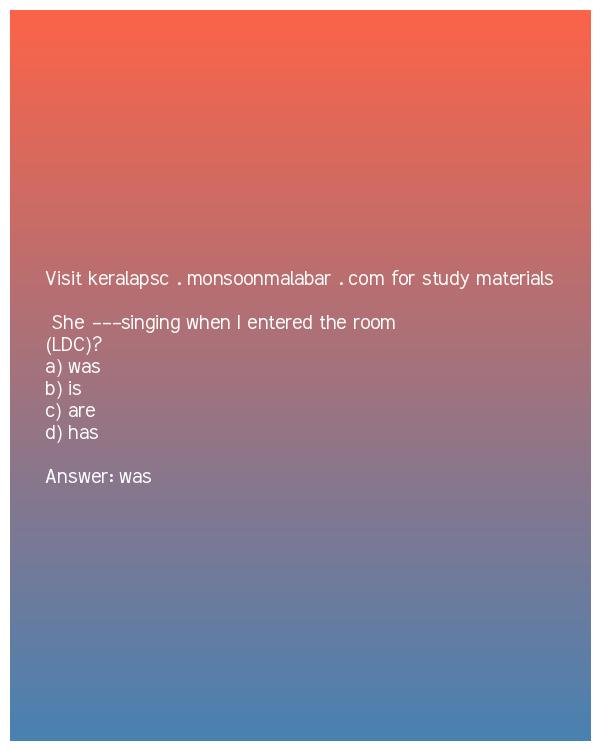 Visit keralapsc . monsoonmalabar . com for study materials
She ---singing when I entered the room
(LDC)?
a) was
b) is
c) are
d) has
Answer: was